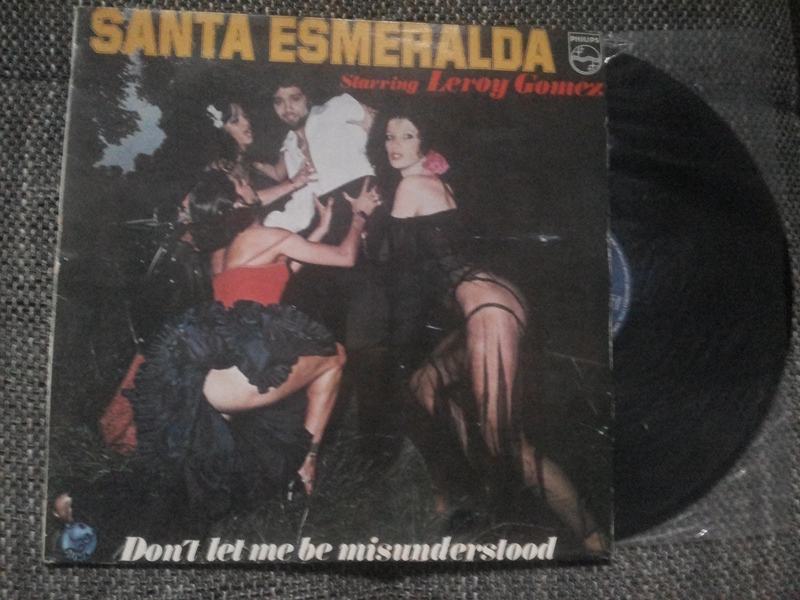 SANTA ESMERALDA
PHILIPS
Starring Leroy Gomez
Don't let me be misunderstood